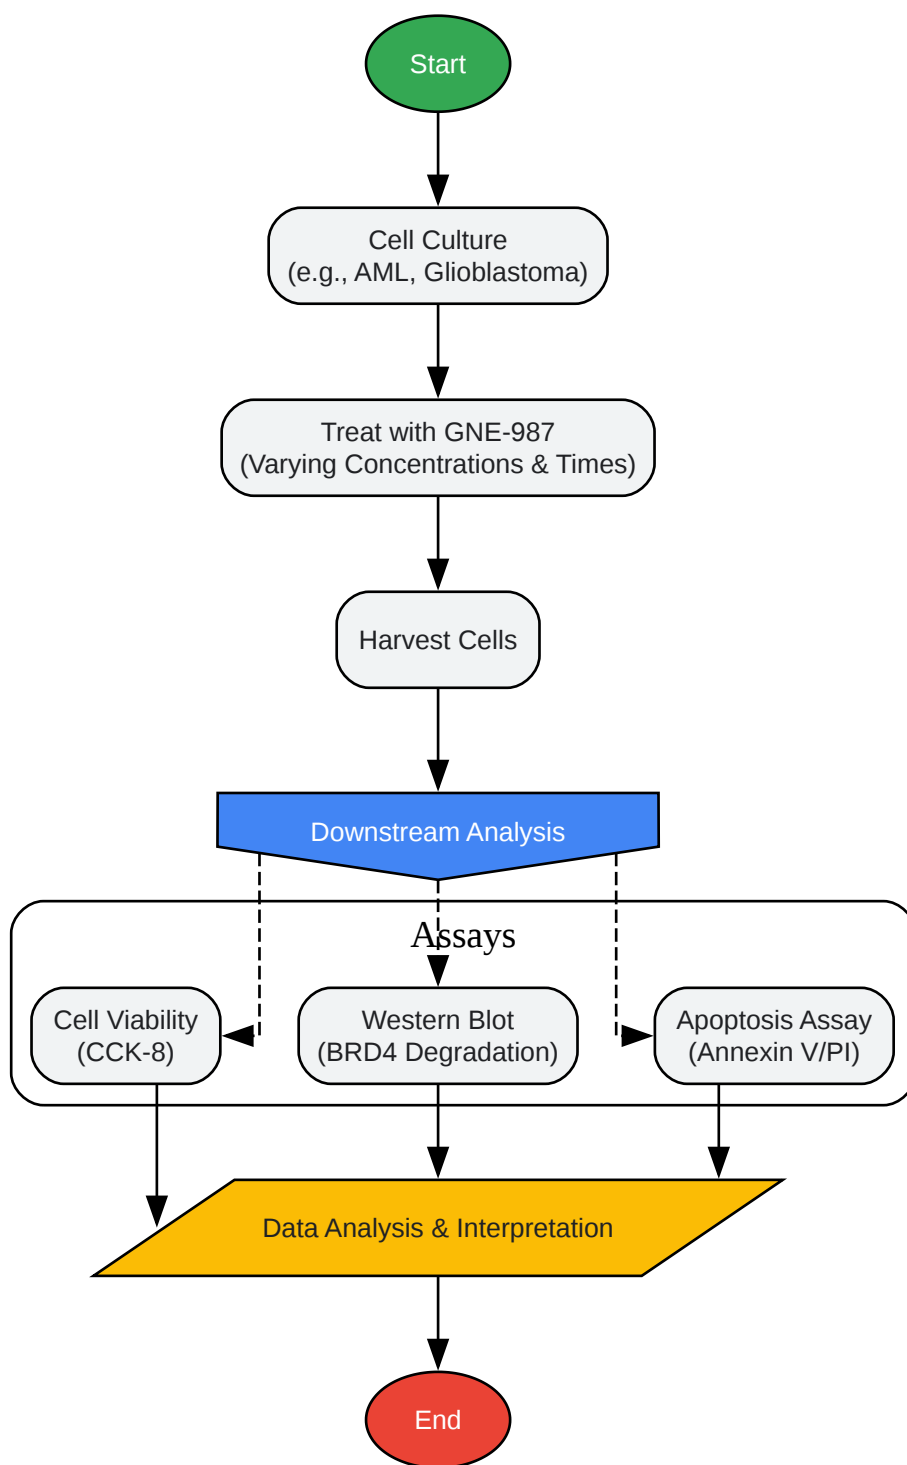 Start
Cell Culture
(e.g., AML, Glioblastoma)
Treat with GNE-987
(Varying Concentrations & Times)
Harvest Cells
Downstream Analysis
Assays
Cell Viability
(CCK-8)
Western Blot
(BRD4 Degradation)
Apoptosis Assay
(Annexin V/PI)
Data Analysis & Interpretation
End